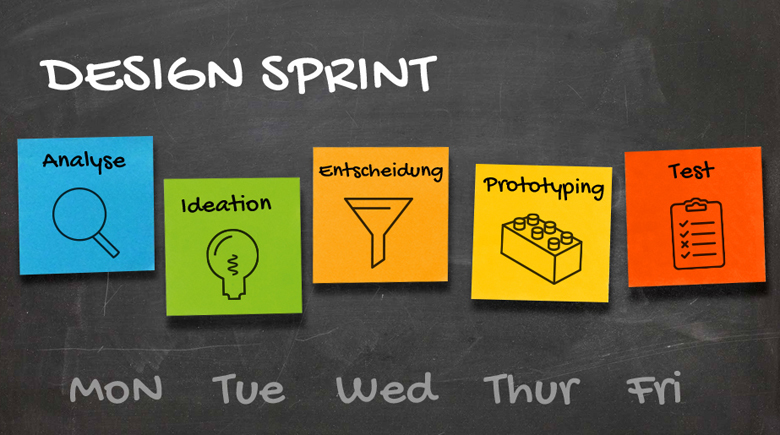 DESIGN SPRINT
Analyse
Ideation
Entscheidung
Prototyping
Test
MoN Tue Wed Thur Fri